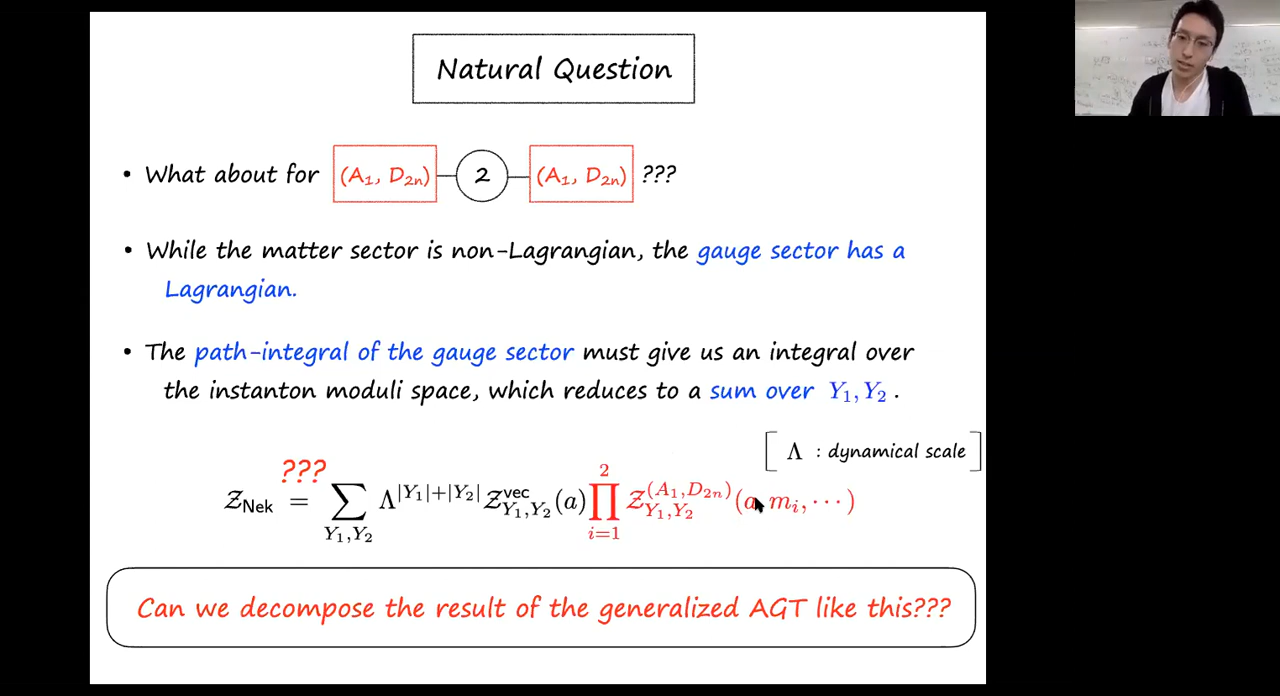 Natural Question
• What about for (A₁, D₂ₙ) 2 (A₁, D₂ₙ) ???
• While the matter sector is non-Lagrangian, the gauge sector has a
Lagrangian.
• The path-integral of the gauge sector must give us an integral over
the instanton moduli space, which reduces to a sum over Y₁, Y₂ .
[ Λ : dynamical scale ]
???
𝒵_Nek = ∑_{Y₁,Y₂} Λ^{|Y₁|+|Y₂|} 𝒵^{vec}_{Y₁,Y₂}(a) ∏_{i=1}^{2} 𝒵^{(A₁,D₂ₙ)}_{Y₁,Y₂}(a, mᵢ, ⋯)
Can we decompose the result of the generalized AGT like this???